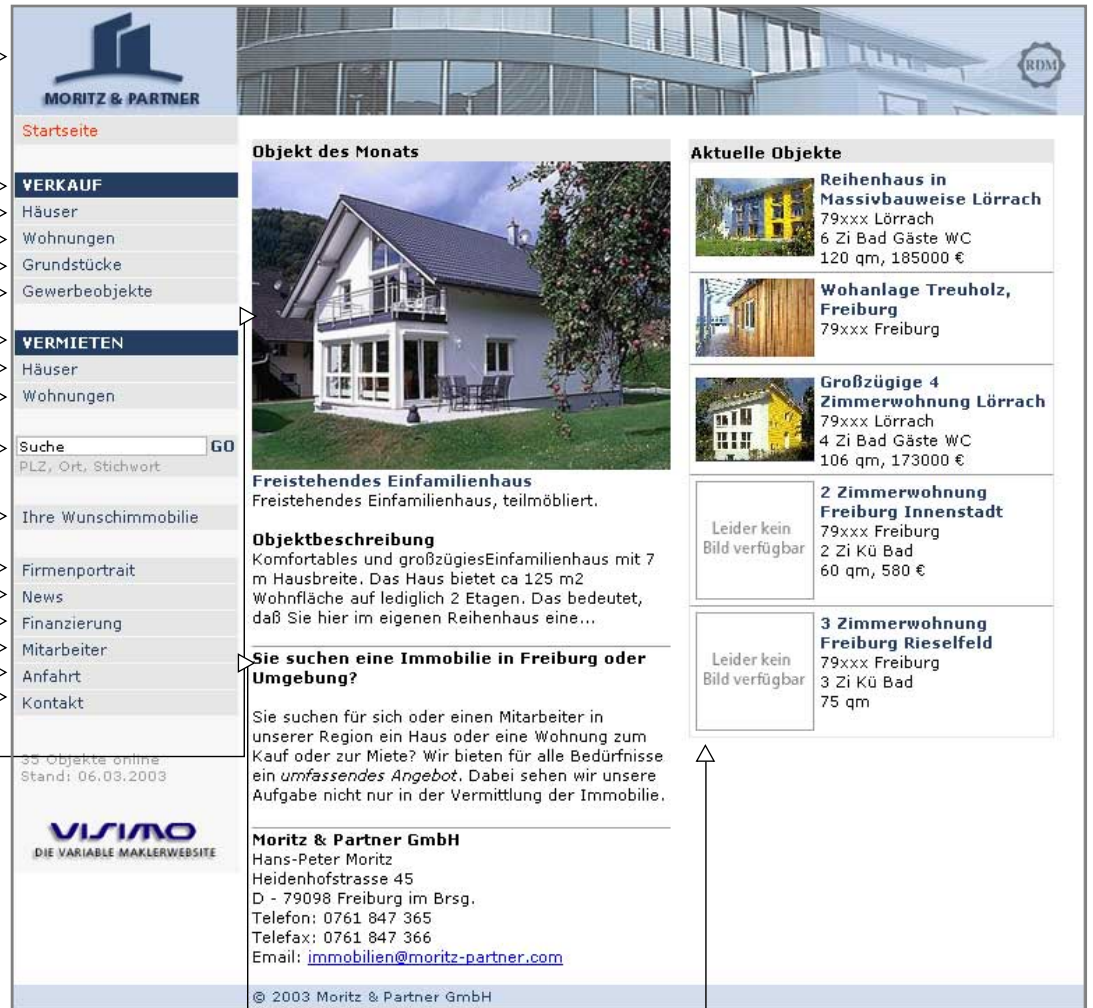 MORITZ & PARTNER
RDM
Startseite
VERKAUF
Häuser
Wohnungen
Grundstücke
Gewerbeobjekte
VERMIETEN
Häuser
Wohnungen
Suche GO
PLZ, Ort, Stichwort
Ihre Wunschimmobilie
Firmenportrait
News
Finanzierung
Mitarbeiter
Anfahrt
Kontakt
35 Objekte online
Stand: 06.03.2003
VISIMO
DIE VARIABLE MAKLERWEBSITE
Objekt des Monats
Freistehendes Einfamilienhaus
Freistehendes Einfamilienhaus, teilmöbliert.
Objektbeschreibung
Komfortables und großzügiesEinfamilienhaus mit 7
m Hausbreite. Das Haus bietet ca 125 m2
Wohnfläche auf lediglich 2 Etagen. Das bedeutet,
daß Sie hier im eigenen Reihenhaus eine...
Sie suchen eine Immobilie in Freiburg oder
Umgebung?
Sie suchen für sich oder einen Mitarbeiter in
unserer Region ein Haus oder eine Wohnung zum
Kauf oder zur Miete? Wir bieten für alle Bedürfnisse
ein umfassendes Angebot. Dabei sehen wir unsere
Aufgabe nicht nur in der Vermittlung der Immobilie.
Moritz & Partner GmbH
Hans-Peter Moritz
Heidenhofstrasse 45
D - 79098 Freiburg im Brsg.
Telefon: 0761 847 365
Telefax: 0761 847 366
Email: immobilien@moritz-partner.com
Aktuelle Objekte
Reihenhaus in
Massivbauweise Lörrach
79xxx Lörrach
6 Zi Bad Gäste WC
120 qm, 185000 €
Wohanlage Treuholz,
Freiburg
79xxx Freiburg
Großzügige 4
Zimmerwohnung Lörrach
79xxx Lörrach
4 Zi Bad Gäste WC
106 qm, 173000 €
Leider kein
Bild verfügbar
2 Zimmerwohnung
Freiburg Innenstadt
79xxx Freiburg
2 Zi Kü Bad
60 qm, 580 €
Leider kein
Bild verfügbar
3 Zimmerwohnung
Freiburg Rieselfeld
79xxx Freiburg
3 Zi Kü Bad
75 qm
© 2003 Moritz & Partner GmbH